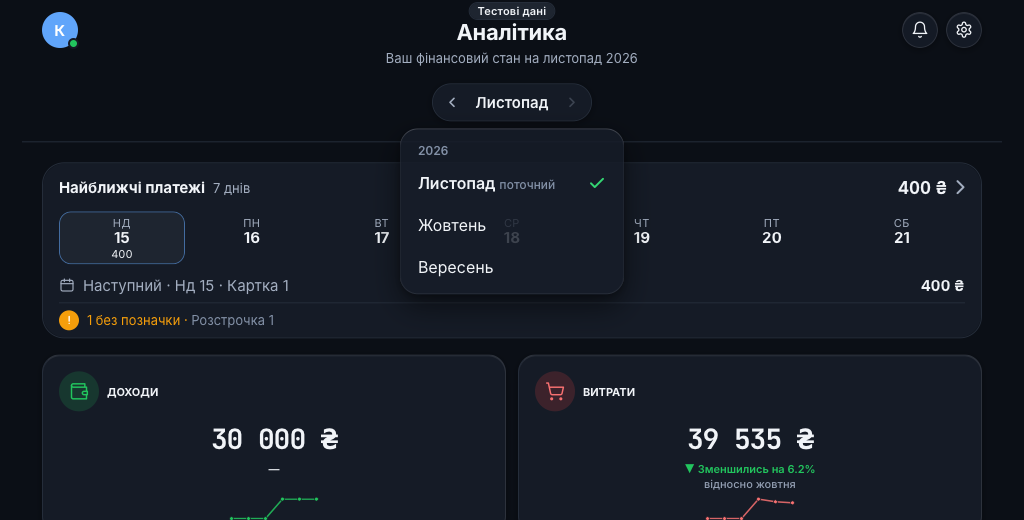 Тестові дані
К
Аналітика
Ваш фінансовий стан на листопад 2026
Листопад
2026
Листопад поточний
Жовтень
Вересень
Найближчі платежі 7 днів
400 ₴
НД ПН ВТ СР ЧТ ПТ СБ
15 16 17 18 19 20 21
400
Наступний · Нд 15 · Картка 1 400 ₴
! 1 без позначки · Розстрочка 1
ДОХОДИ
30 000 ₴
—
ВИТРАТИ
39 535 ₴
▼ Зменшились на 6.2%
відносно жовтня